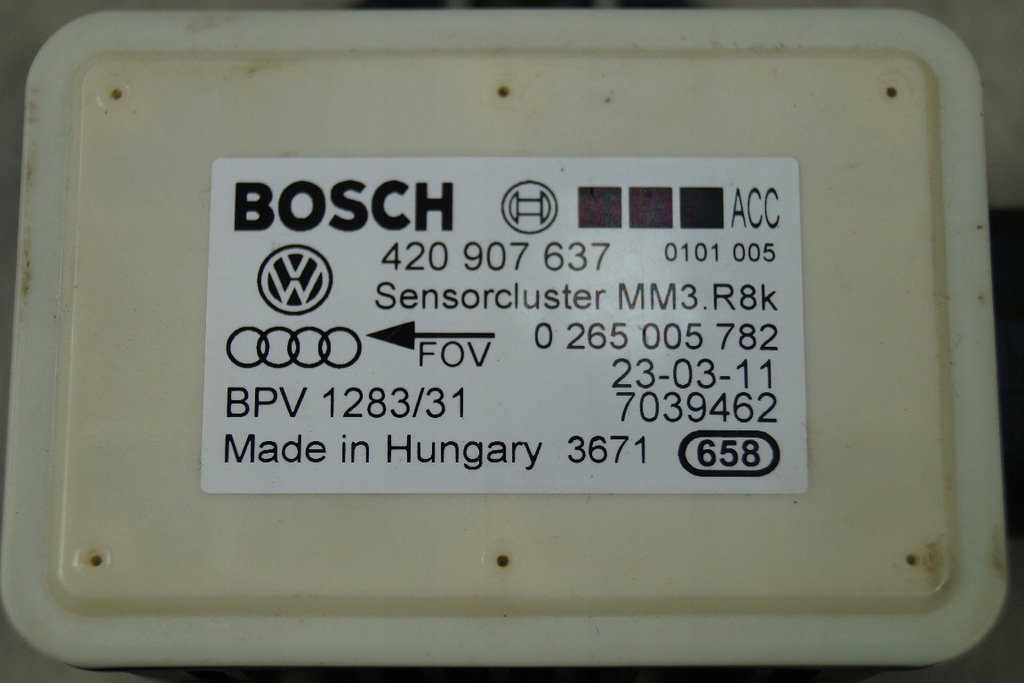 BOSCH ACC
420 907 637 0101 005
VW
Sensorcluster MM3.R8k
FOV 0 265 005 782
23-03-11
BPV 1283/31 7039462
Made in Hungary 3671 658